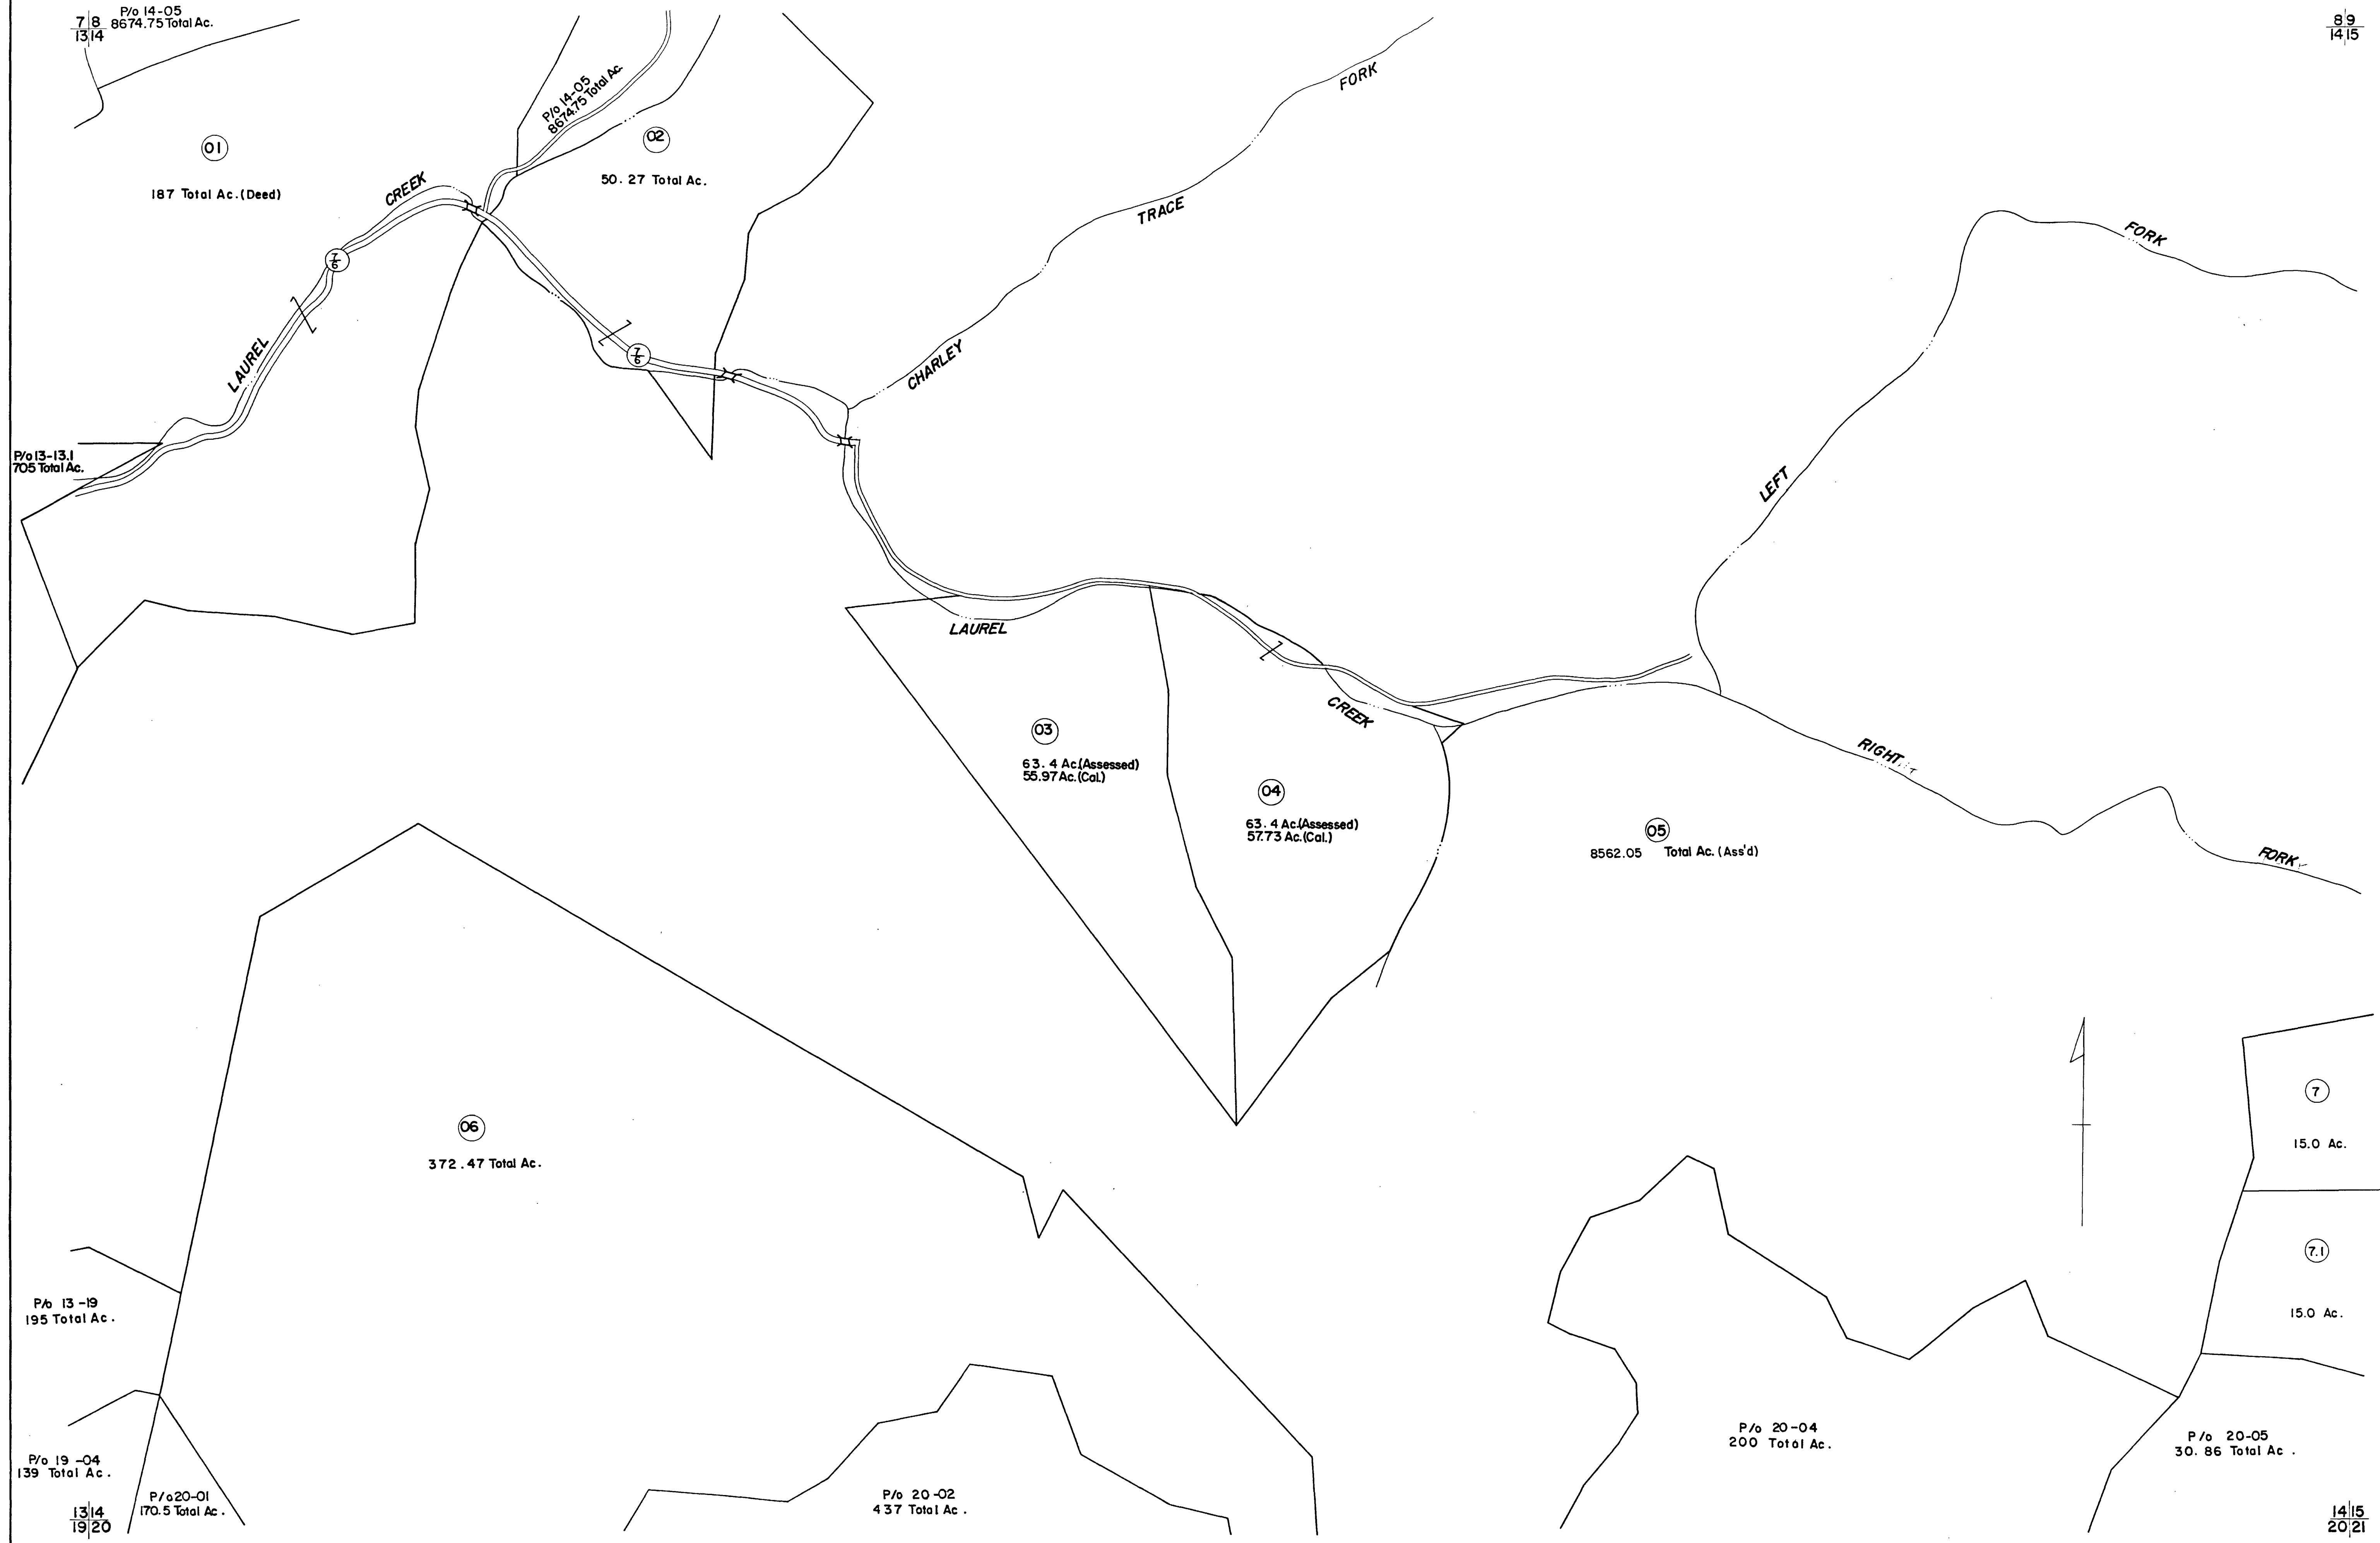 P/o 14-05
8674.75 Total Ac.
7 8
13 14
8 9
14 15
P/o 14-05
8674.75 Total Ac.
FORK
01
187 Total Ac. (Deed)
02
50.27 Total Ac.
CREEK
TRACE
FORK
7/6
LAUREL
7/6
CHARLEY
P/o 13-13.1
705 Total Ac.
LEFT
LAUREL
CREEK
03
63.4 Ac. (Assessed)
55.97 Ac. (Cal.)
RIGHT
04
63.4 Ac. (Assessed)
57.73 Ac. (Cal.)
05
8562.05 Total Ac. (Ass'd)
FORK
06
372.47 Total Ac.
7
15.0 Ac.
7.1
15.0 Ac.
P/o 13-19
195 Total Ac.
P/o 19-04
139 Total Ac.
P/o 20-01
170.5 Total Ac.
P/o 20-02
437 Total Ac.
P/o 20-04
200 Total Ac.
P/o 20-05
30.86 Total Ac.
13 14
19 20
14 15
20 21